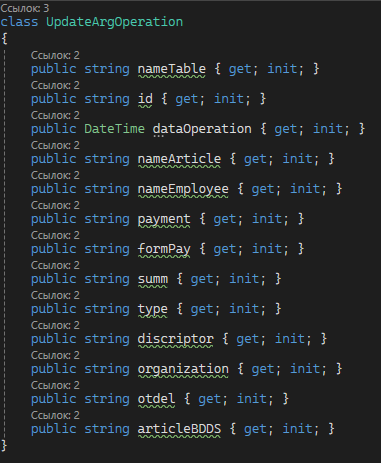 Ссылок: 3
class UpdateArgOperation
{
Ссылок: 2
public string nameTable { get; init; }
Ссылок: 2
public string id { get; init; }
Ссылок: 2
public DateTime dataOperation { get; init; }
Ссылок: 2
public string nameArticle { get; init; }
Ссылок: 2
public string nameEmployee { get; init; }
Ссылок: 2
public string payment { get; init; }
Ссылок: 2
public string formPay { get; init; }
Ссылок: 2
public string summ { get; init; }
Ссылок: 2
public string type { get; init; }
Ссылок: 2
public string discriptor { get; init; }
Ссылок: 2
public string organization { get; init; }
Ссылок: 2
public string otdel { get; init; }
Ссылок: 2
public string articleBDDS { get; init; }
}